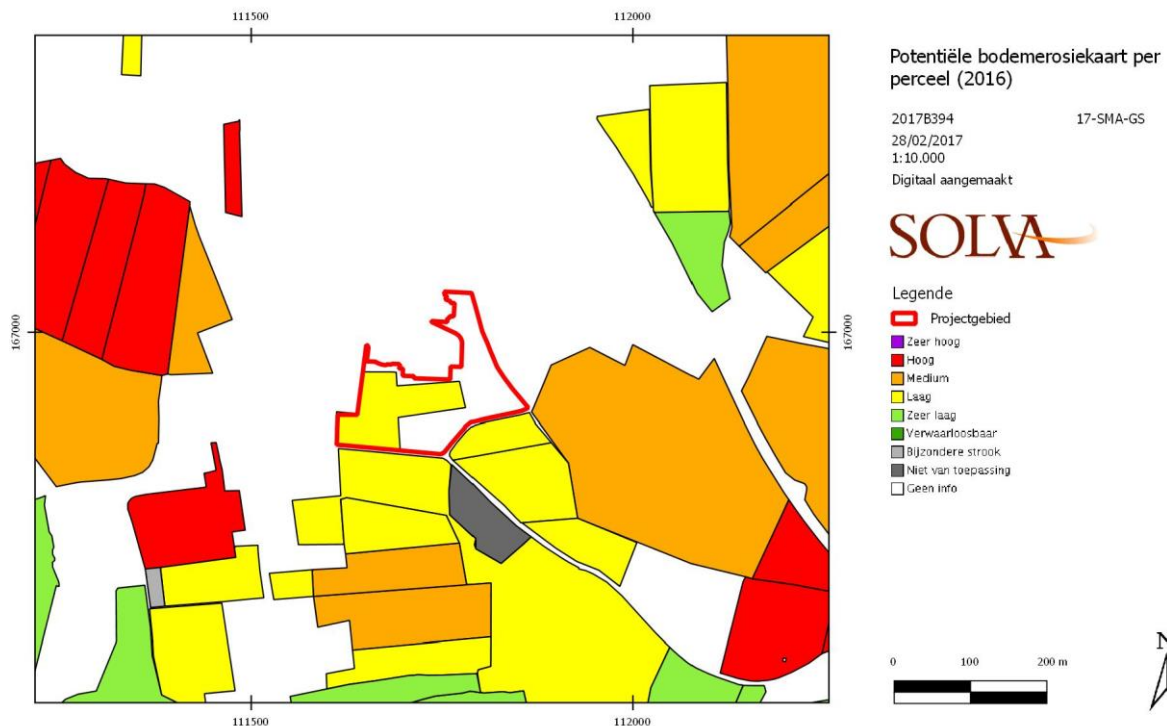 111500
112000
167000
167000
111500
112000
Potentiële bodemerosiekaart per
perceel (2016)
2017B394
17-SMA-GS
28/02/2017
1:10.000
Digitaal aangemaakt
SOLVA
Legende
Projectgebied
Zeer hoog
Hoog
Medium
Laag
Zeer laag
Verwaarloosbaar
Bijzondere strook
Niet van toepassing
Geen info
N
0 100 200 m